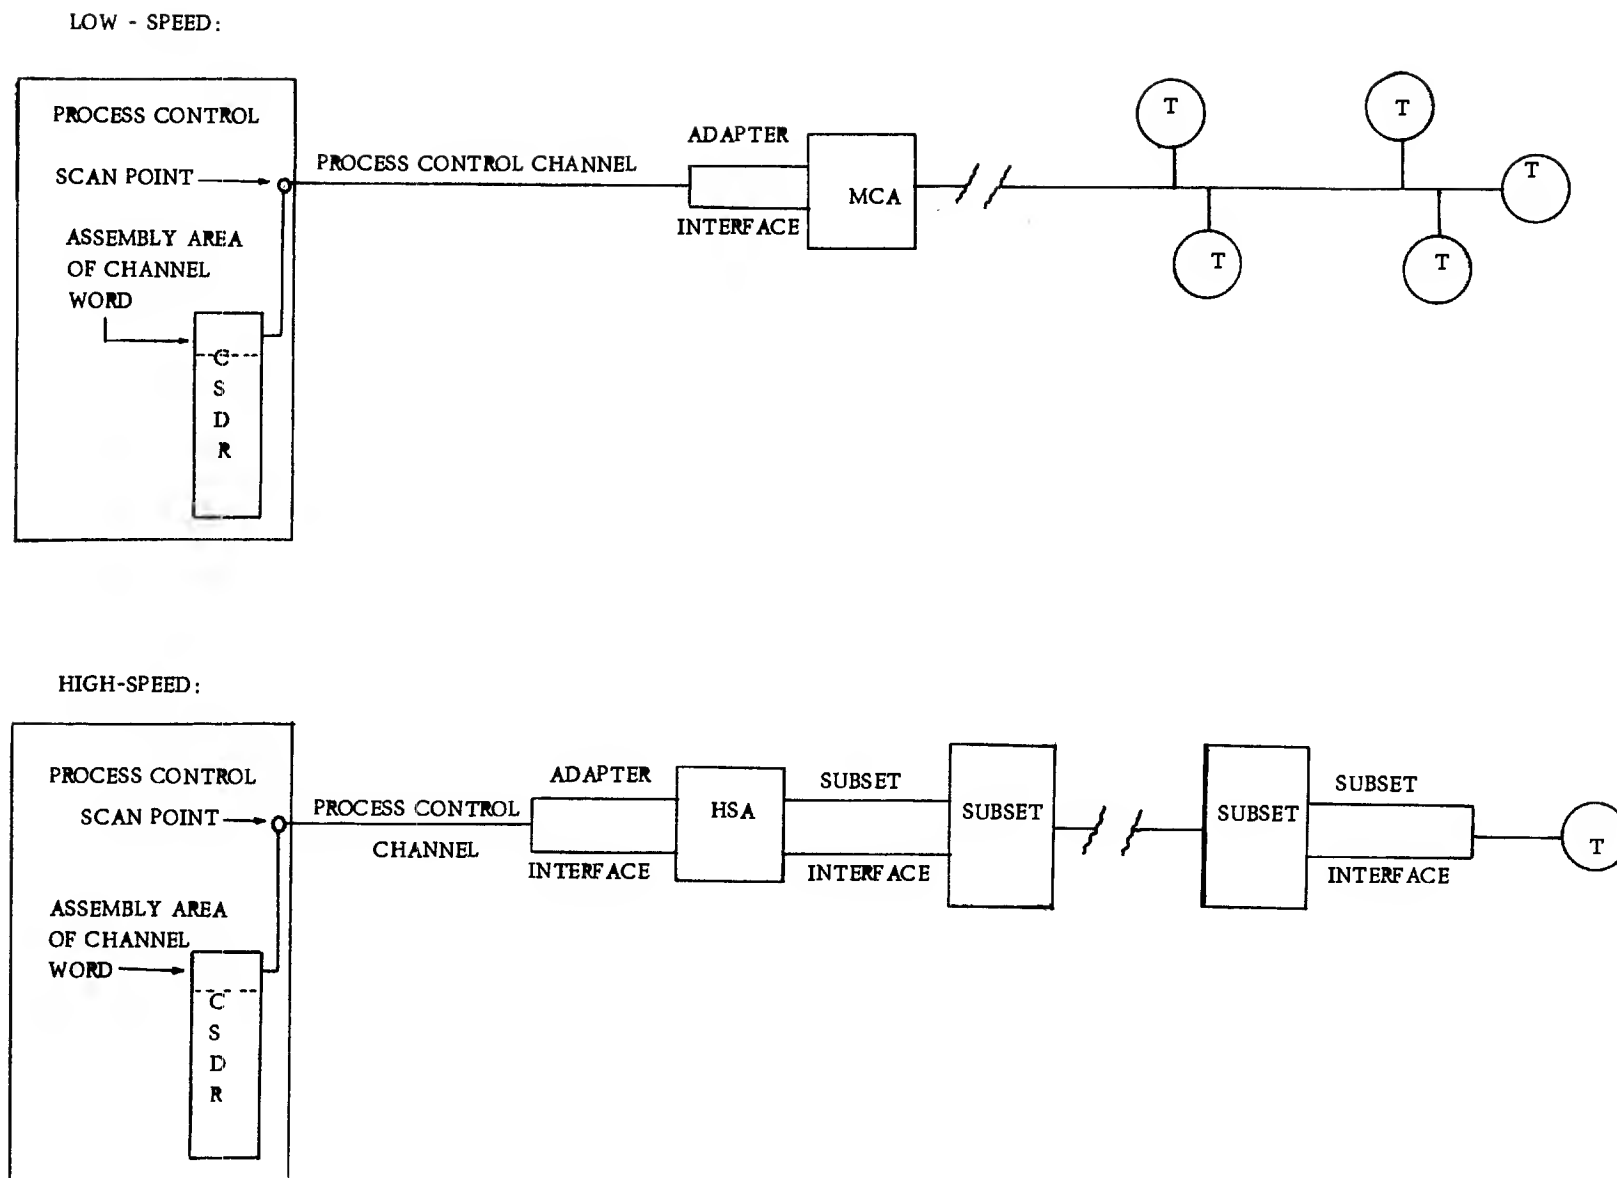 LOW - SPEED:
PROCESS CONTROL
SCAN POINT
PROCESS CONTROL CHANNEL
ADAPTER
INTERFACE
MCA
T
T
T
T
T
ASSEMBLY AREA
OF CHANNEL
WORD
C
S
D
R
HIGH-SPEED:
PROCESS CONTROL
SCAN POINT
PROCESS CONTROL
CHANNEL
ADAPTER
INTERFACE
HSA
SUBSET
INTERFACE
SUBSET
SUBSET
SUBSET
INTERFACE
T
ASSEMBLY AREA
OF CHANNEL
WORD
C
S
D
R